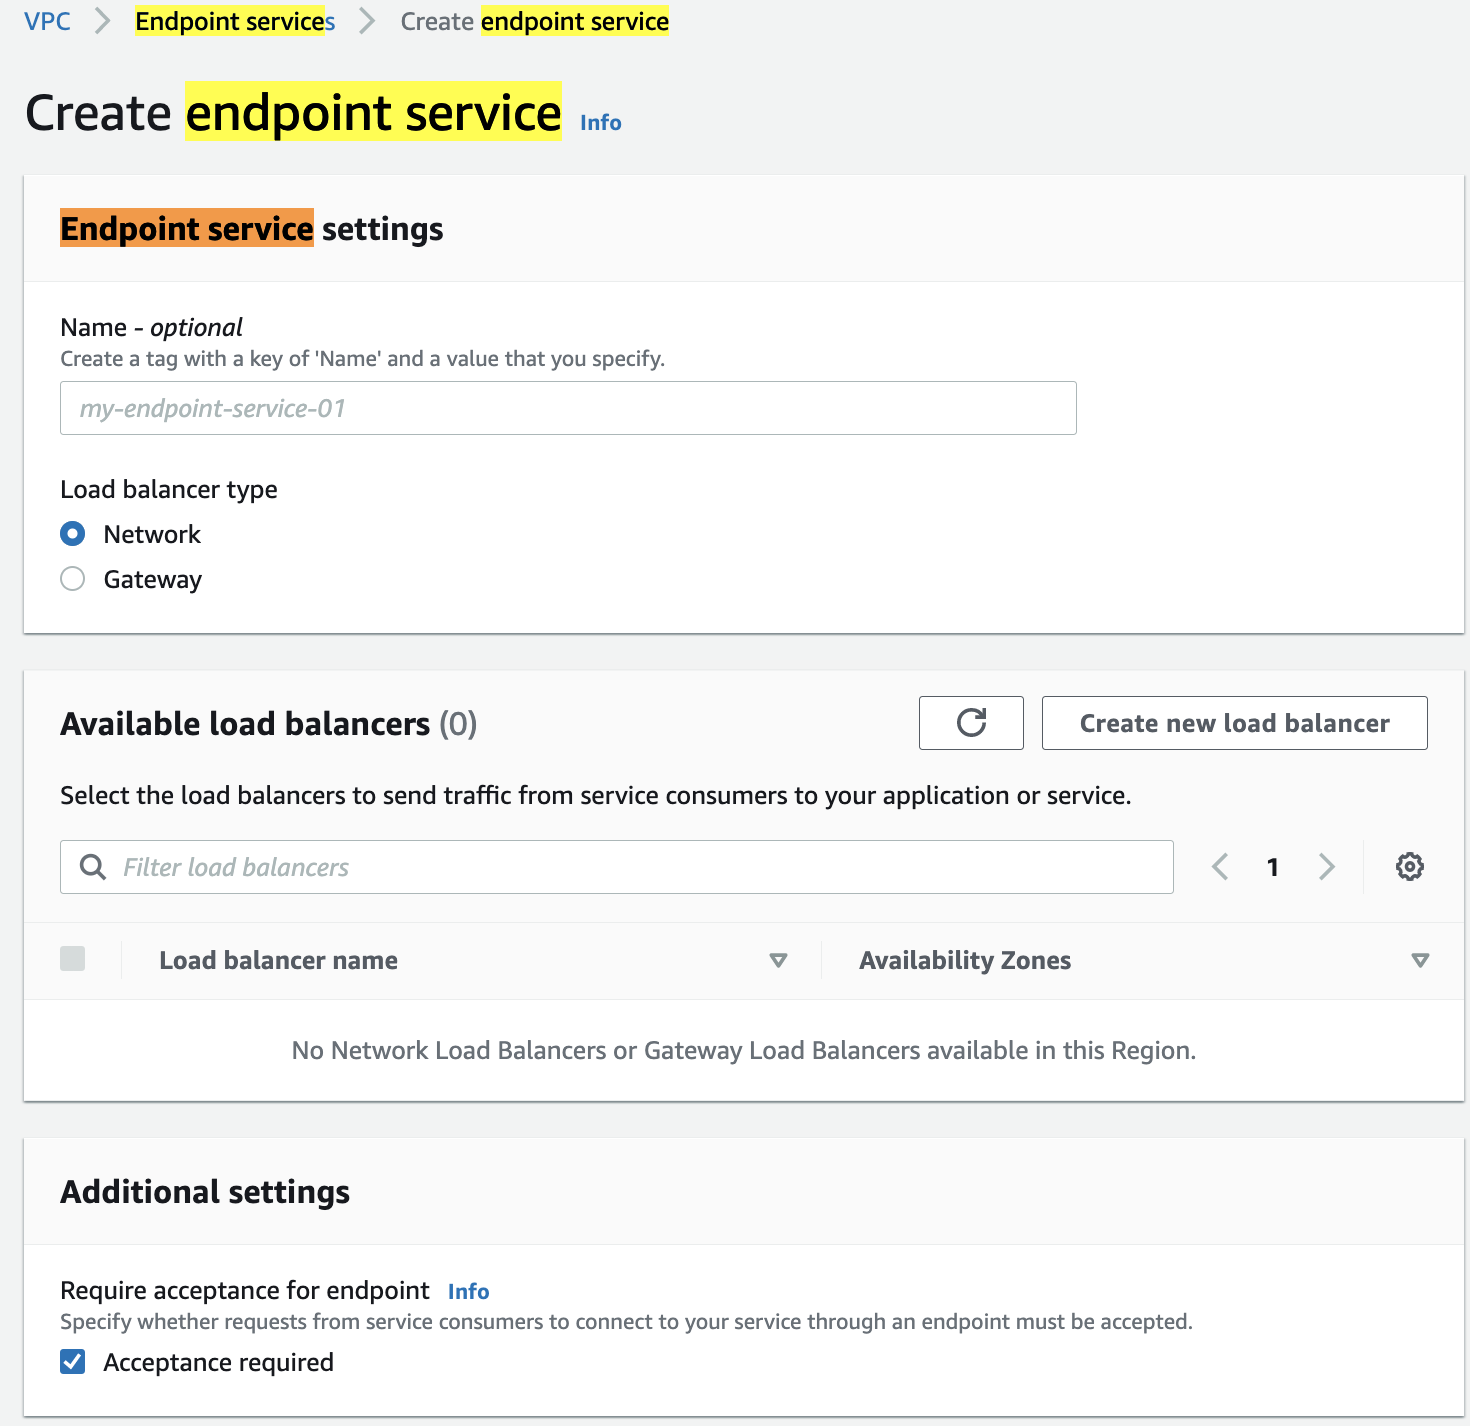 VPC > Endpoint services > Create endpoint service
Create endpoint service Info
Endpoint service settings
Name - optional
Create a tag with a key of 'Name' and a value that you specify.
my-endpoint-service-01
Load balancer type
Network
Gateway
Available load balancers (0)
Create new load balancer
Select the load balancers to send traffic from service consumers to your application or service.
Filter load balancers
1
Load balancer name
Availability Zones
No Network Load Balancers or Gateway Load Balancers available in this Region.
Additional settings
Require acceptance for endpoint Info
Specify whether requests from service consumers to connect to your service through an endpoint must be accepted.
Acceptance required